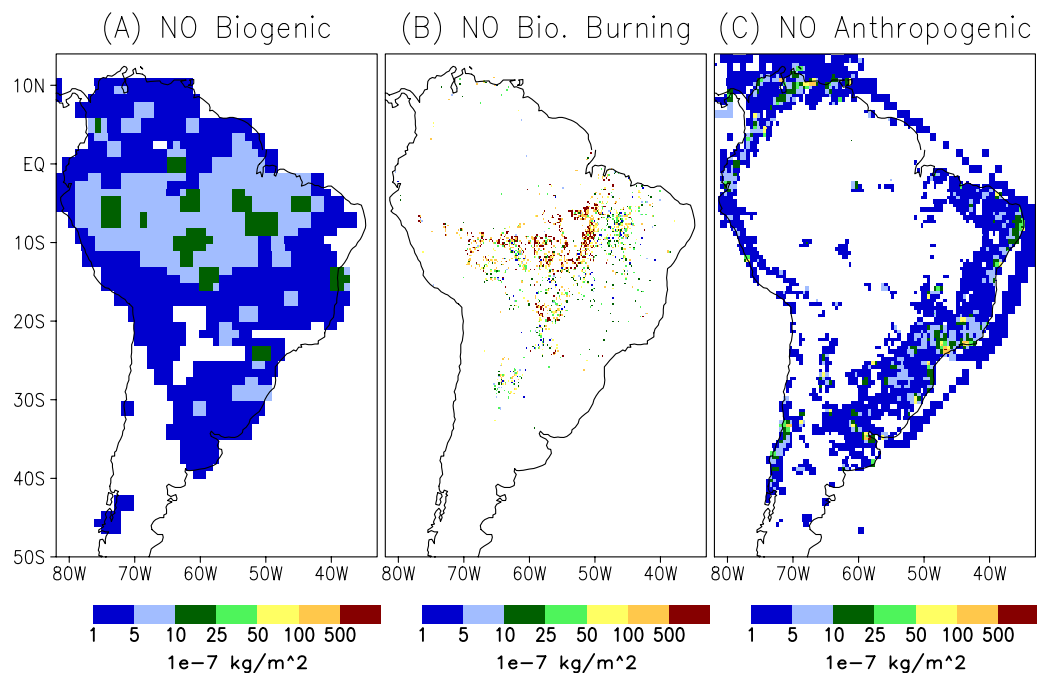 (A) NO Biogenic (B) NO Bio. Burning (C) NO Anthropogenic
10N
EQ
10S
20S
30S
40S
50S
80W 70W 60W 50W 40W 80W 70W 60W 50W 40W 80W 70W 60W 50W 40W
1 5 10 25 50 100 500 1 5 10 25 50 100 500 1 5 10 25 50 100 500
1e-7 kg/m^2 1e-7 kg/m^2 1e-7 kg/m^2